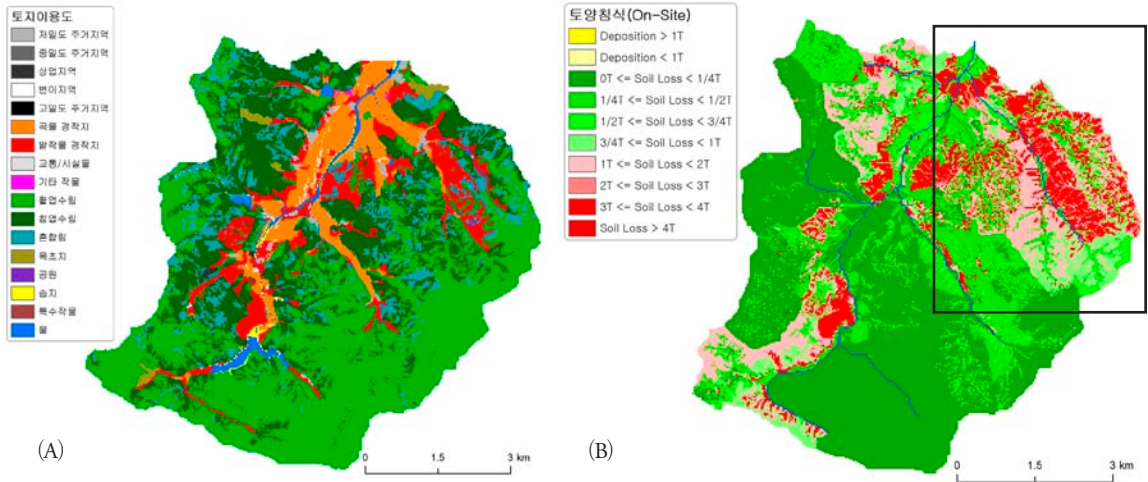 토지이용도
저밀도 주거지역
중밀도 주거지역
상업지역
변이지역
고밀도 주거지역
곡물 경작지
밭작물 경작지
교통/시설물
기타 작물
활엽수림
침엽수림
혼합림
목초지
공원
습지
특수작물
물
(A)
0 1.5 3 km
토양침식(On-Site)
Deposition > 1T
Deposition < 1T
0T <= Soil Loss < 1/4T
1/4T <= Soil Loss < 1/2T
1/2T <= Soil Loss < 3/4T
3/4T <= Soil Loss < 1T
1T <= Soil Loss < 2T
2T <= Soil Loss < 3T
3T <= Soil Loss < 4T
Soil Loss > 4T
(B)
0 1.5 3 km